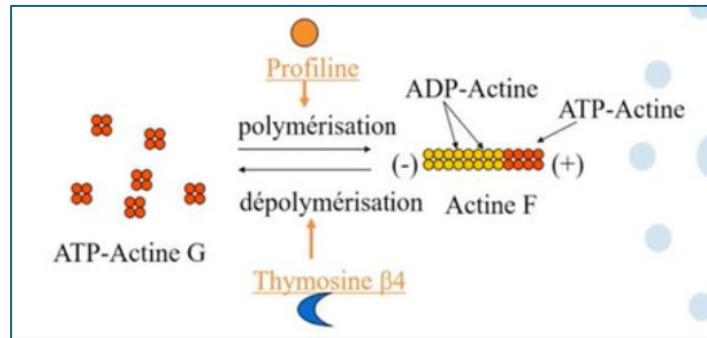 Profiline
ADP-Actine
ATP-Actine
polymérisation
(-)
(+)
dépolymérisation
Actine F
ATP-Actine G
Thymosine β4